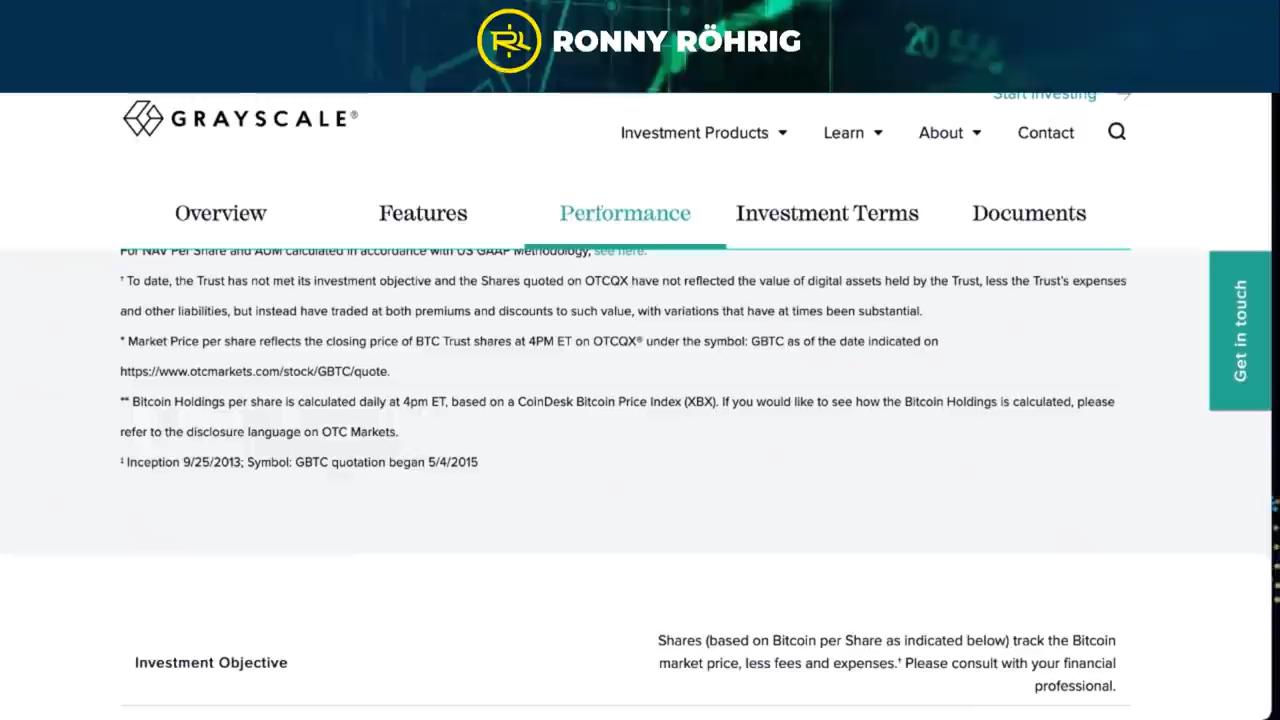 RONNY RÖHRIG
20
Start investing
GRAYSCALE®
Investment Products
Learn
About
Contact
Overview
Features
Performance
Investment Terms
Documents
For NAV Per Share and AUM calculated in accordance with US GAAP Methodology, see here.
† To date, the Trust has not met its investment objective and the Shares quoted on OTCQX have not reflected the value of digital assets held by the Trust, less the Trust's expenses
and other liabilities, but instead have traded at both premiums and discounts to such value, with variations that have at times been substantial.
* Market Price per share reflects the closing price of BTC Trust shares at 4PM ET on OTCQX® under the symbol: GBTC as of the date indicated on
https://www.otcmarkets.com/stock/GBTC/quote.
** Bitcoin Holdings per share is calculated daily at 4pm ET, based on a CoinDesk Bitcoin Price Index (XBX). If you would like to see how the Bitcoin Holdings is calculated, please
refer to the disclosure language on OTC Markets.
‡ Inception 9/25/2013; Symbol: GBTC quotation began 5/4/2015
Get in touch
Investment Objective
Shares (based on Bitcoin per Share as indicated below) track the Bitcoin
market price, less fees and expenses.† Please consult with your financial
professional.